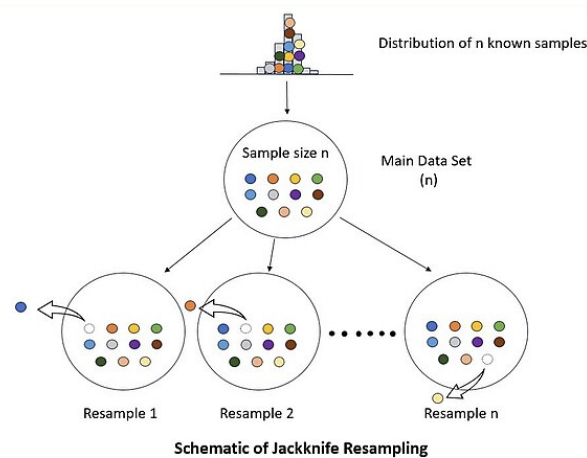 Distribution of n known samples
Sample size n
Main Data Set
(n)
Resample 1
Resample 2
Resample n
Schematic of Jackknife Resampling